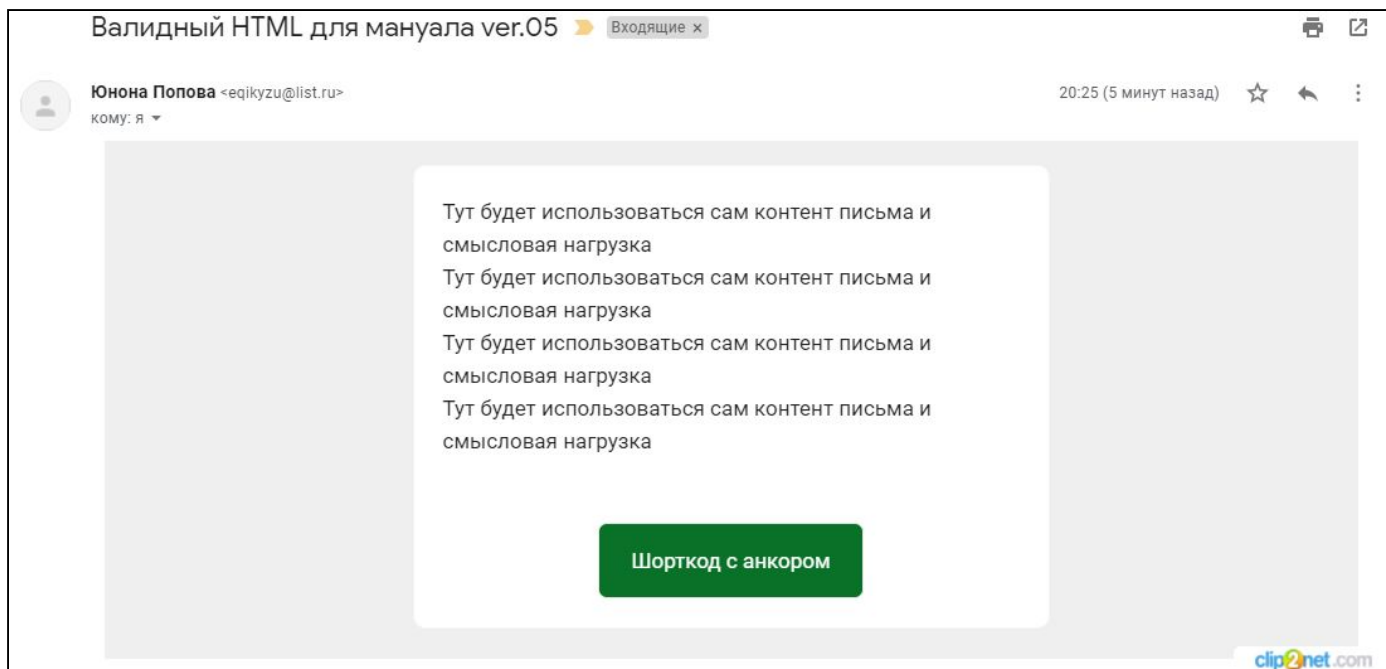 Валидный HTML для мануала ver.05 Входящие ×
Юнона Попова <eqikyzu@list.ru> 20:25 (5 минут назад)
кому: я
Тут будет использоваться сам контент письма и
смысловая нагрузка
Тут будет использоваться сам контент письма и
смысловая нагрузка
Тут будет использоваться сам контент письма и
смысловая нагрузка
Тут будет использоваться сам контент письма и
смысловая нагрузка
Шорткод с анкором
clip2net.com